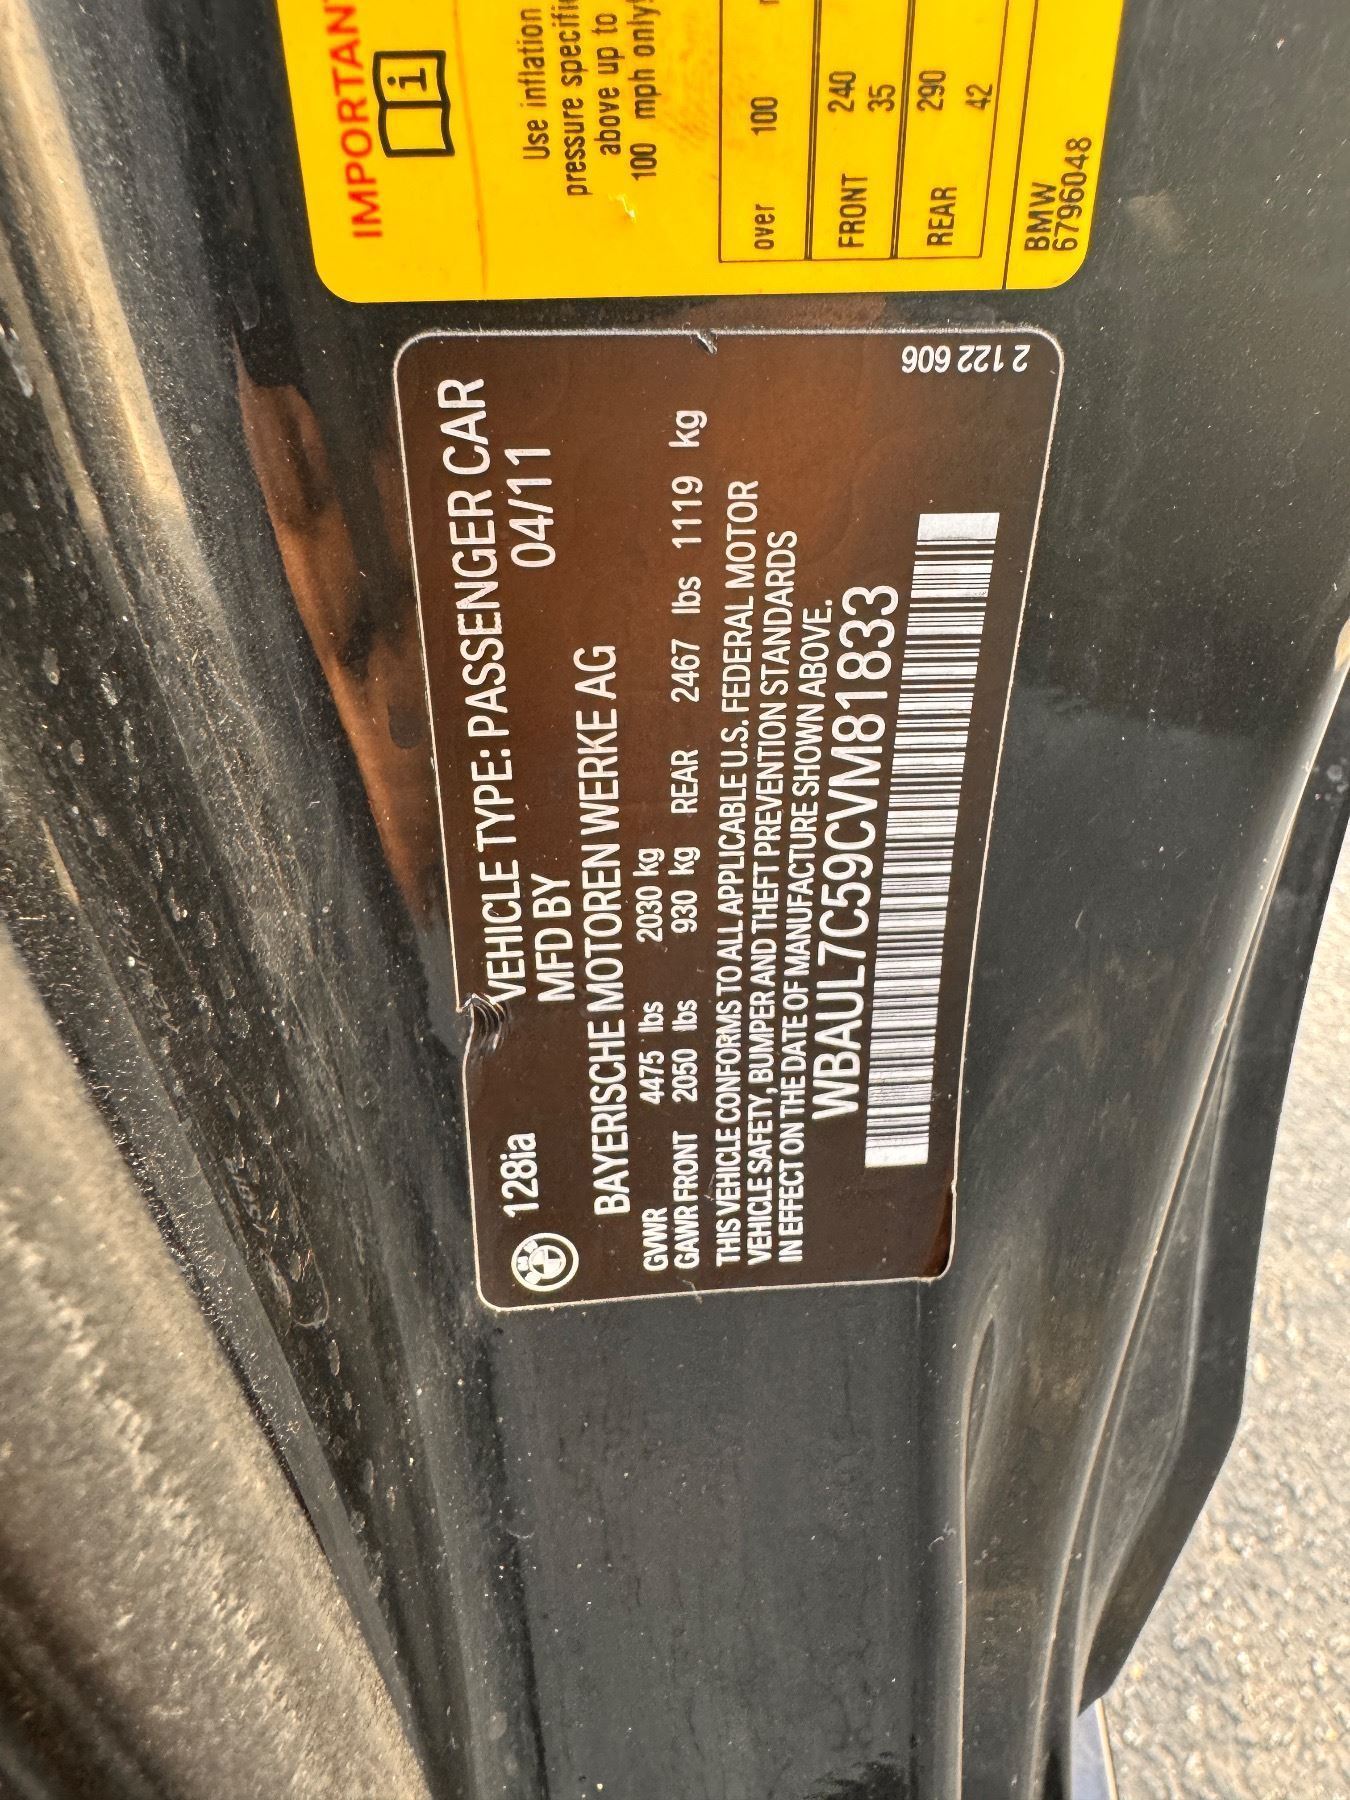 IMPORTAN
i
Use inflation
pressure specifi
above up to
100 mph only!
over 100
FRONT 240
35
REAR 290
42
BMW
6796048
128ia VEHICLE TYPE: PASSENGER CAR
MFD BY 04/11
BAYERISCHE MOTOREN WERKE AG
GVWR 4475 lbs 2030 kg
GAWR FRONT 2050 lbs 930 kg REAR 2467 lbs 1119 kg
THIS VEHICLE CONFORMS TO ALL APPLICABLE U.S. FEDERAL MOTOR
VEHICLE SAFETY, BUMPER AND THEFT PREVENTION STANDARDS
IN EFFECT ON THE DATE OF MANUFACTURE SHOWN ABOVE.
WBAUL7C59CVM81833
2 122 606